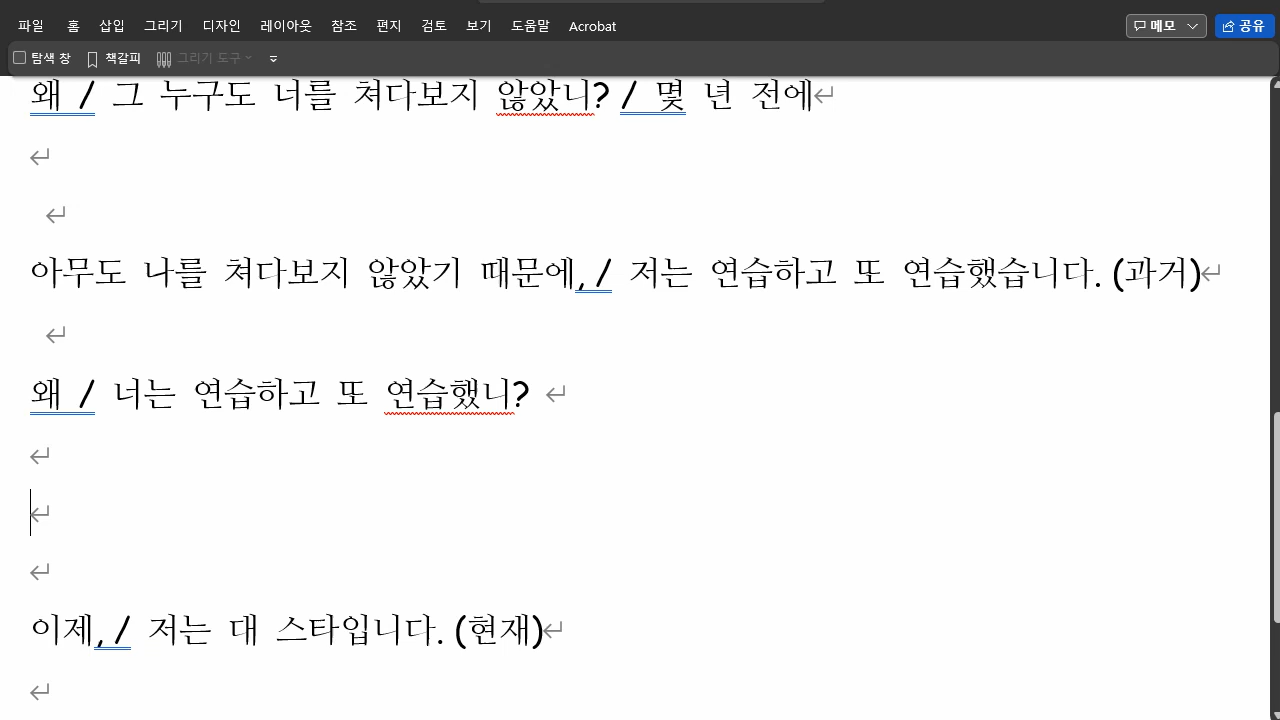 파일 홈 삽입 그리기 디자인 레이아웃 참조 편지 검토 보기 도움말 Acrobat 메모 공유
탐색 창 책갈피 그리기 도구
왜 / 그 누구도 너를 쳐다보지 않았니? / 몇 년 전에
아무도 나를 쳐다보지 않았기 때문에, / 저는 연습하고 또 연습했습니다. (과거)
왜 / 너는 연습하고 또 연습했니?
이제, / 저는 대 스타입니다. (현재)